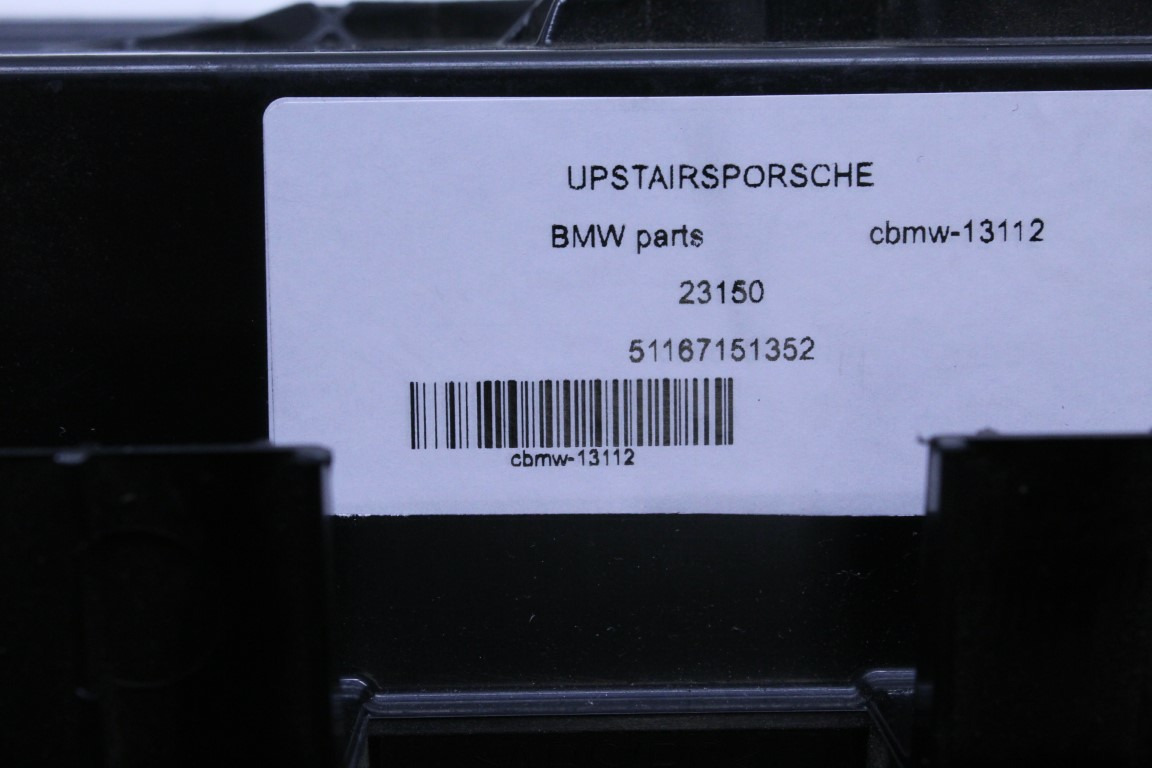 UPSTAIRSPORSCHE
BMW parts cbmw-13112
23150
51167151352
cbmw-13112